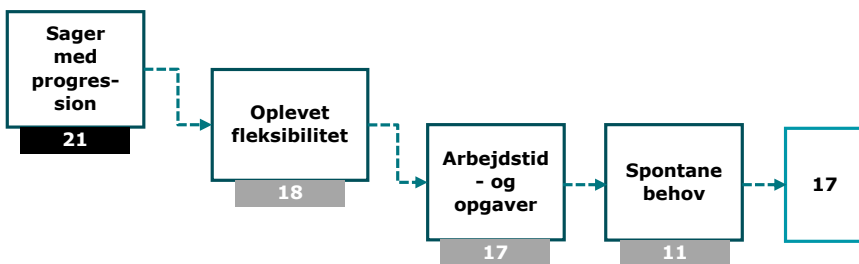 Sager
med
progres-
sion
21
Oplevet
fleksibilitet
18
Arbejdstid
- og
opgaver
17
Spontane
behov
11
17